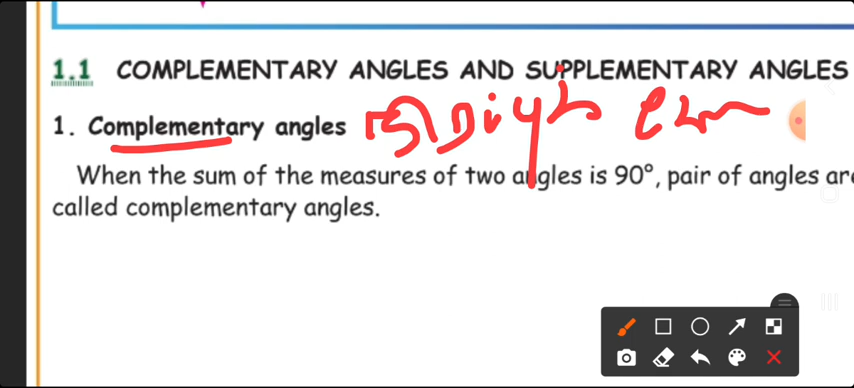 1.1 COMPLEMENTARY ANGLES AND SUPPLEMENTARY ANGLES
1. Complementary angles
When the sum of the measures of two angles is 90°, pair of angles are
called complementary angles.